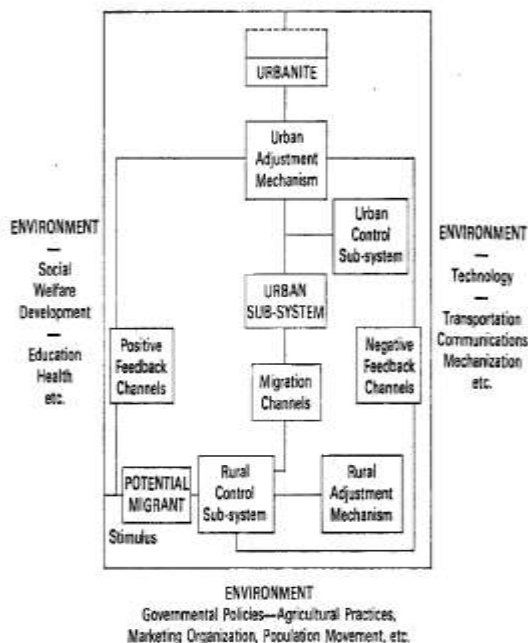 URBANITE
Urban
Adjustment
Mechanism
Urban
Control
Sub-system
ENVIRONMENT
—
Social
Welfare
Development
—
Education
Health
etc.
ENVIRONMENT
—
Technology
—
Transportation
Communications
Mechanization
etc.
URBAN
SUB-SYSTEM
Positive
Feedback
Channels
Migration
Channels
Negative
Feedback
Channels
POTENTIAL
MIGRANT
Rural
Control
Sub-system
Rural
Adjustment
Mechanism
Stimulus
ENVIRONMENT
Governmental Policies—Agricultural Practices,
Marketing Organization, Population Movement, etc.